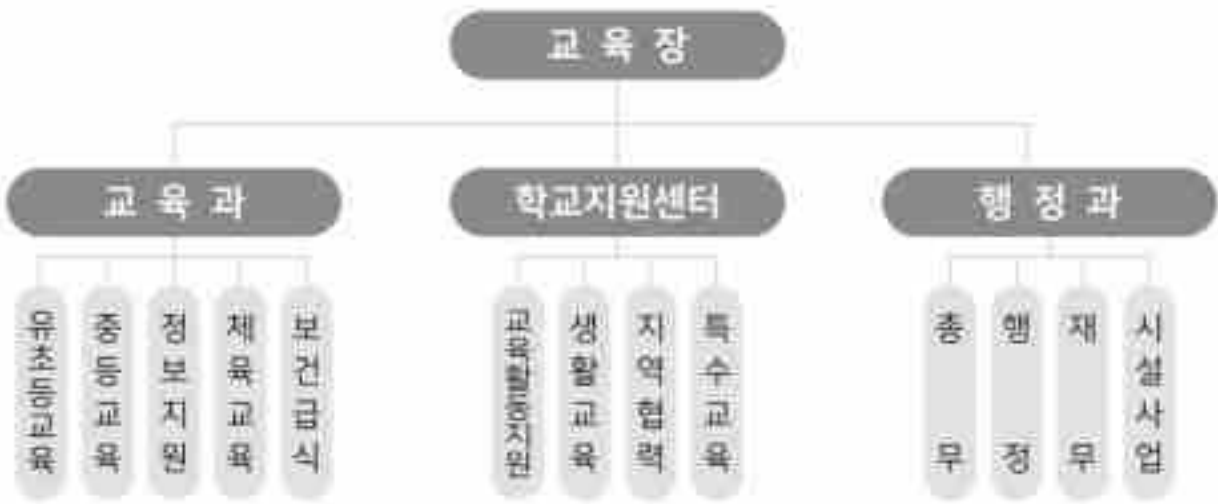 교 육 장
교 육 과
학교지원센터
행 정 과
유초등교육
중등교육
정보지원
체육교육
보건급식
교육활동지원
생활교육
지역협력
특수교육
총무
행정
재무
시설사업